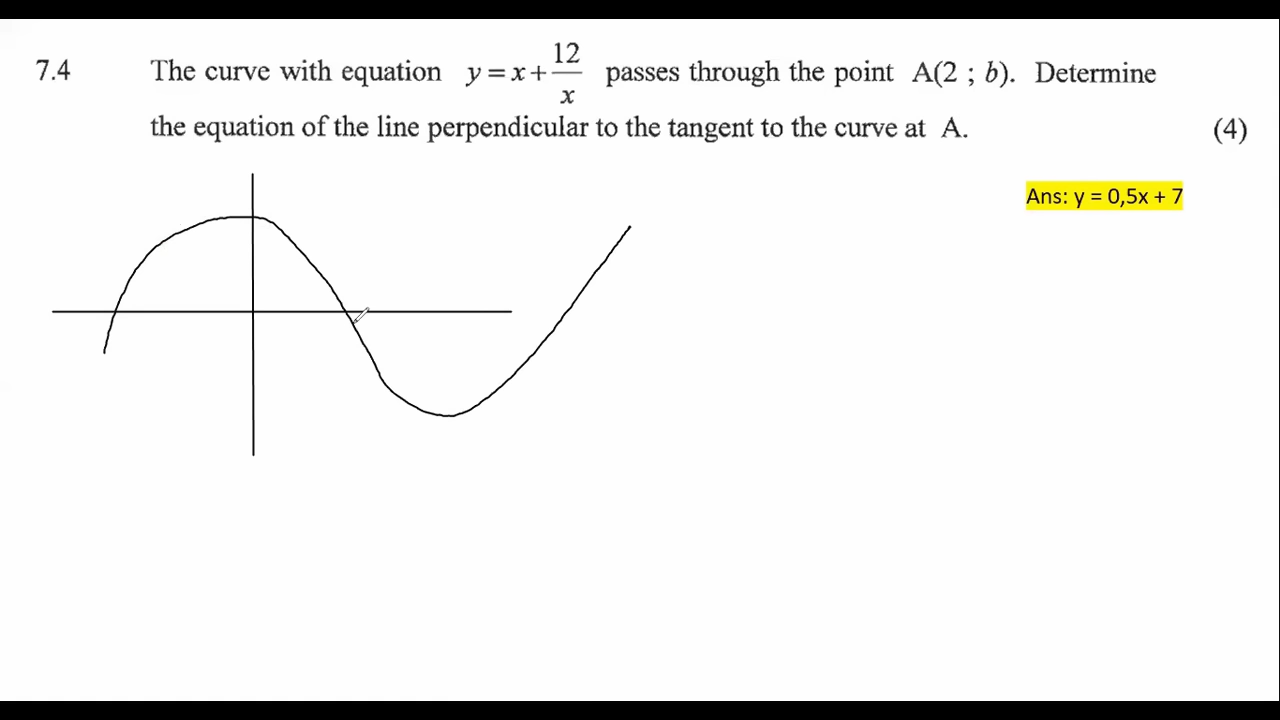 7.4 The curve with equation y = x + 12/x passes through the point A(2 ; b). Determine
the equation of the line perpendicular to the tangent to the curve at A. (4)
Ans: y = 0,5x + 7